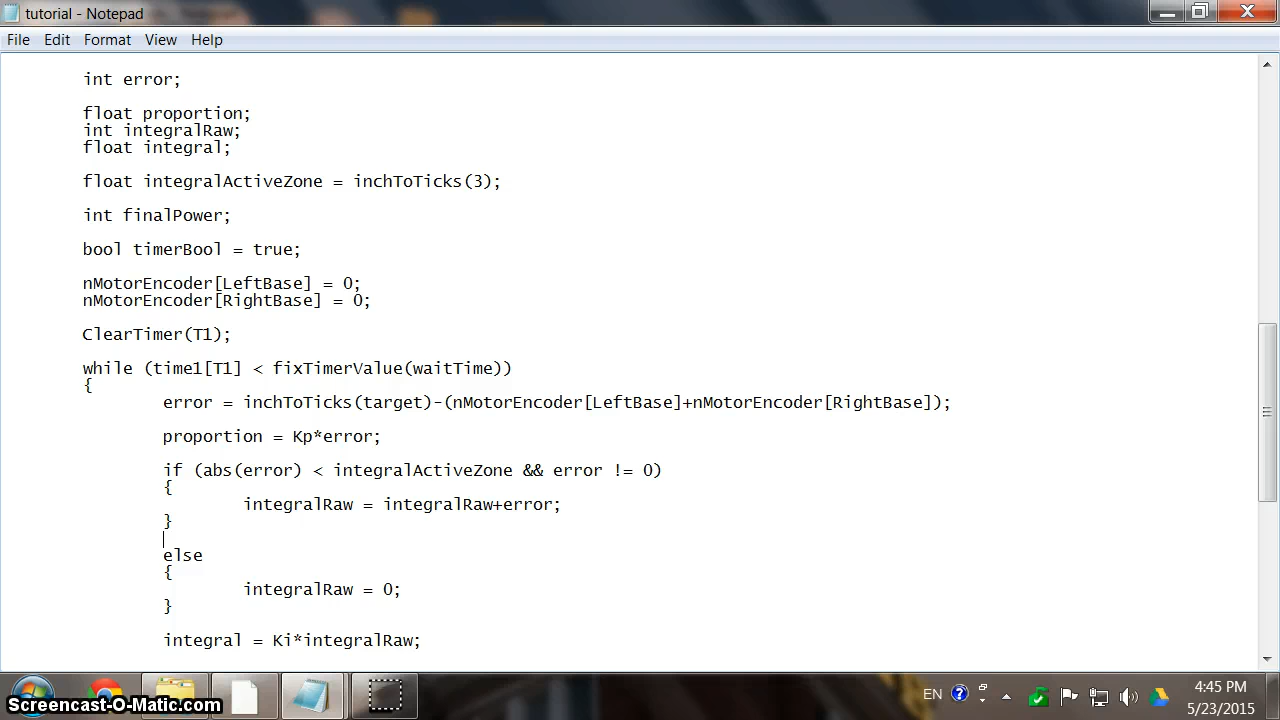 tutorial - Notepad
File Edit Format View Help
int error;
float proportion;
int integralRaw;
float integral;
float integralActiveZone = inchToTicks(3);
int finalPower;
bool timerBool = true;
nMotorEncoder[LeftBase] = 0;
nMotorEncoder[RightBase] = 0;
ClearTimer(T1);
while (time1[T1] < fixTimerValue(waitTime))
{
error = inchToTicks(target)-(nMotorEncoder[LeftBase]+nMotorEncoder[RightBase]);
proportion = Kp*error;
if (abs(error) < integralActiveZone && error != 0)
{
integralRaw = integralRaw+error;
}
else
{
integralRaw = 0;
}
integral = Ki*integralRaw;
EN
4:45 PM
5/23/2015
Screencast-O-Matic.com